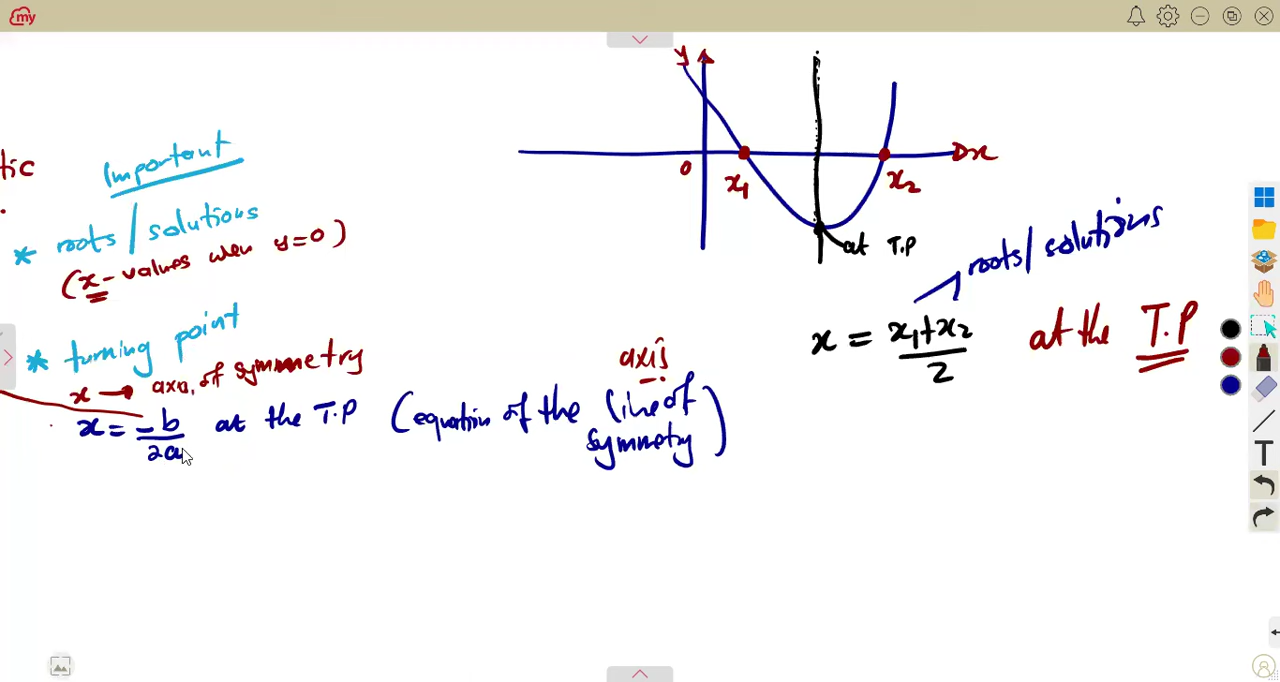 my
tic
Important
* roots/solutions
(x-values when y=0)
* turning point
x → axis of symmetry
x = -b/2a at the T.P (equation of the line of symmetry)
axis
y
0
x1
x2
x
at T.P
roots/solutions
x = x1+x2/2 at the T.P
T